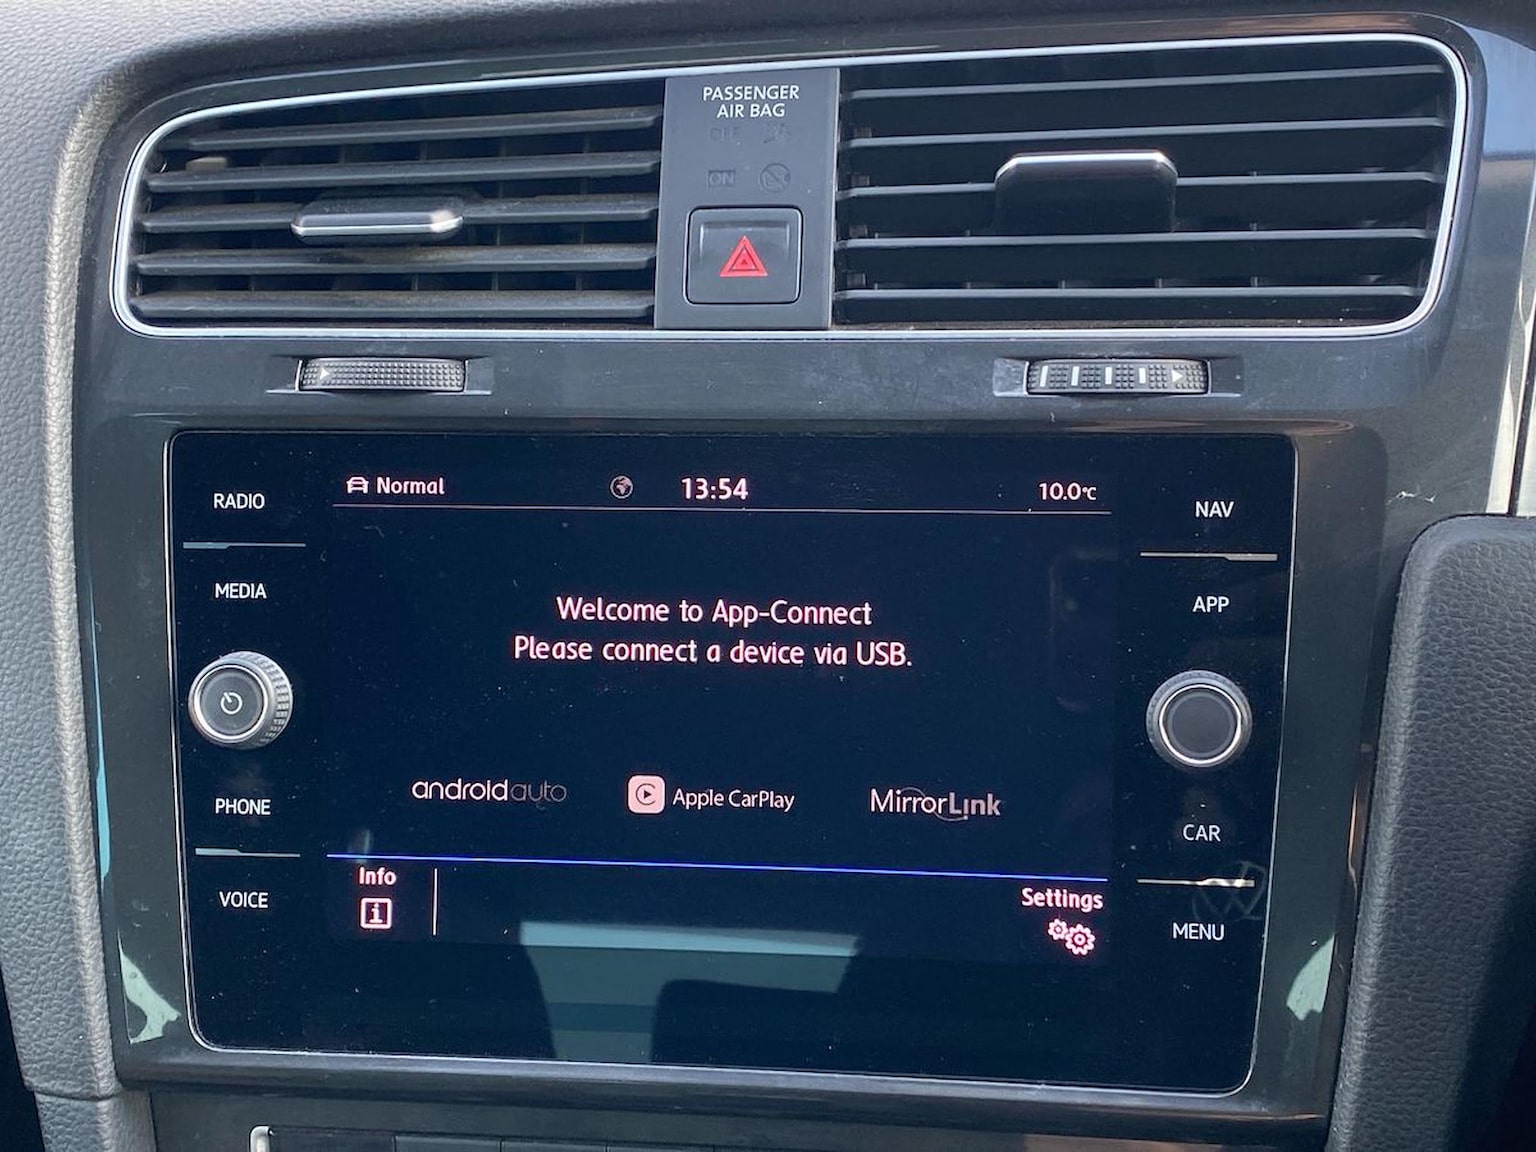 PASSENGER
AIR BAG
OFF
ON
RADIO
MEDIA
PHONE
VOICE
Normal
13:54
10.0°C
Welcome to App-Connect
Please connect a device via USB.
androidauto
Apple CarPlay
MirrorLink
Info
Settings
NAV
APP
CAR
MENU